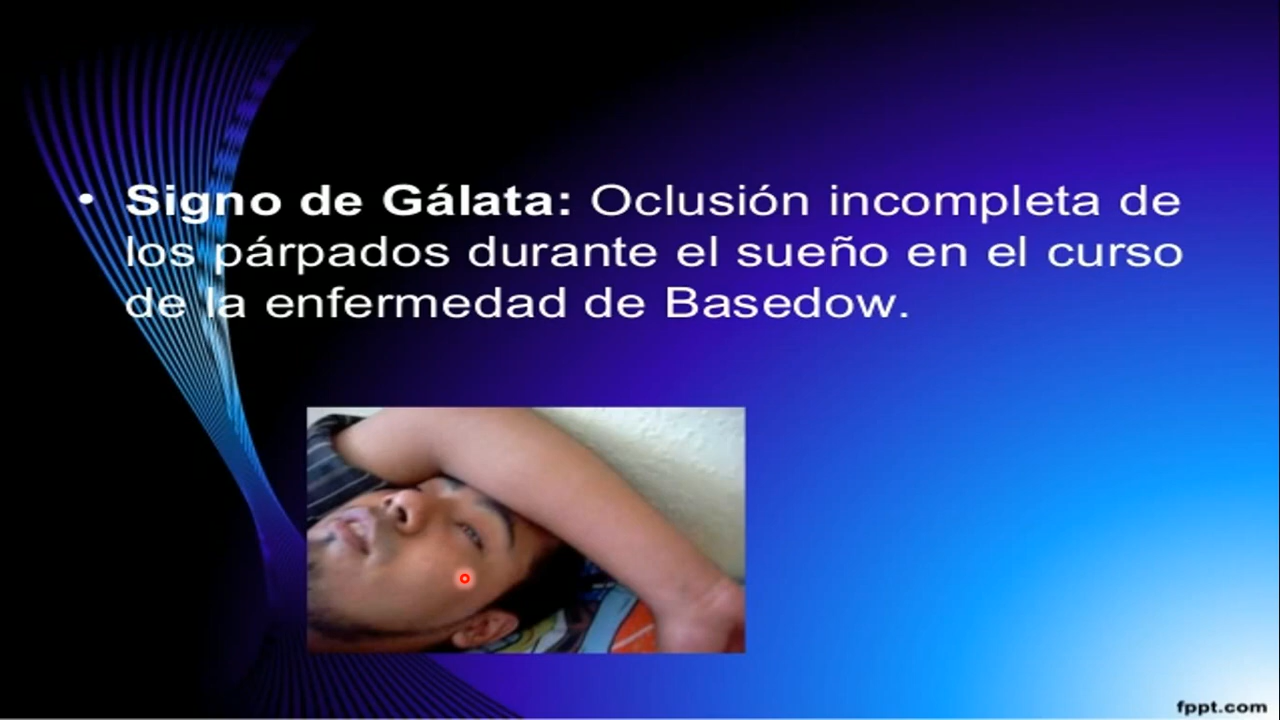 • Signo de Gálata: Oclusión incompleta de
los párpados durante el sueño en el curso
de la enfermedad de Basedow.
fppt.com